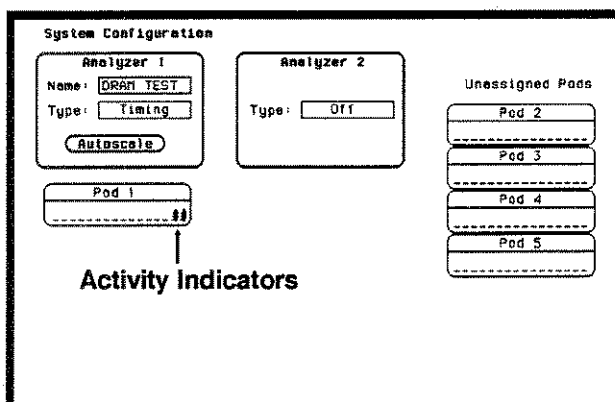 System Configuration
Analyzer 1
Name: DRAM TEST
Type: Timing
Autoscale
Analyzer 2
Type: Off
Unassigned Pods
Pod 2
Pod 3
Pod 4
Pod 5
Pod 1
Activity Indicators